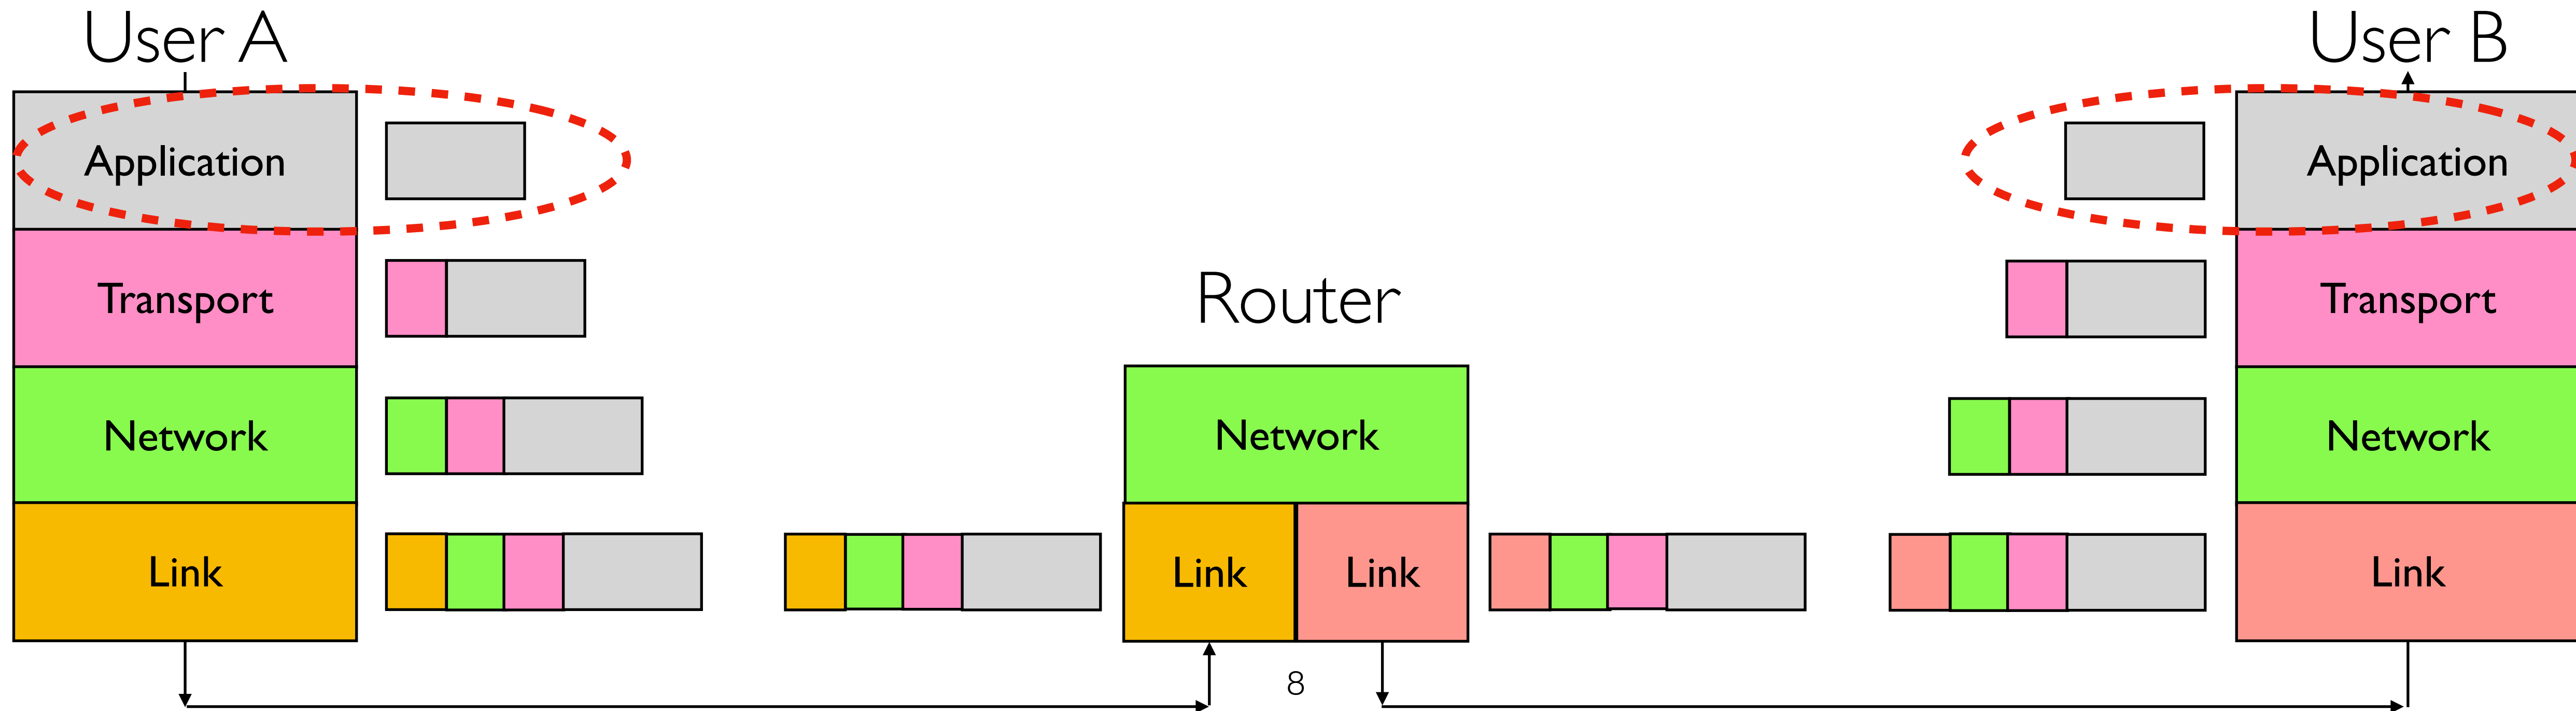 User A
User B
Application
Application
Transport
Router
Transport
Network
Network
Network
Link
Link
Link
Link
8